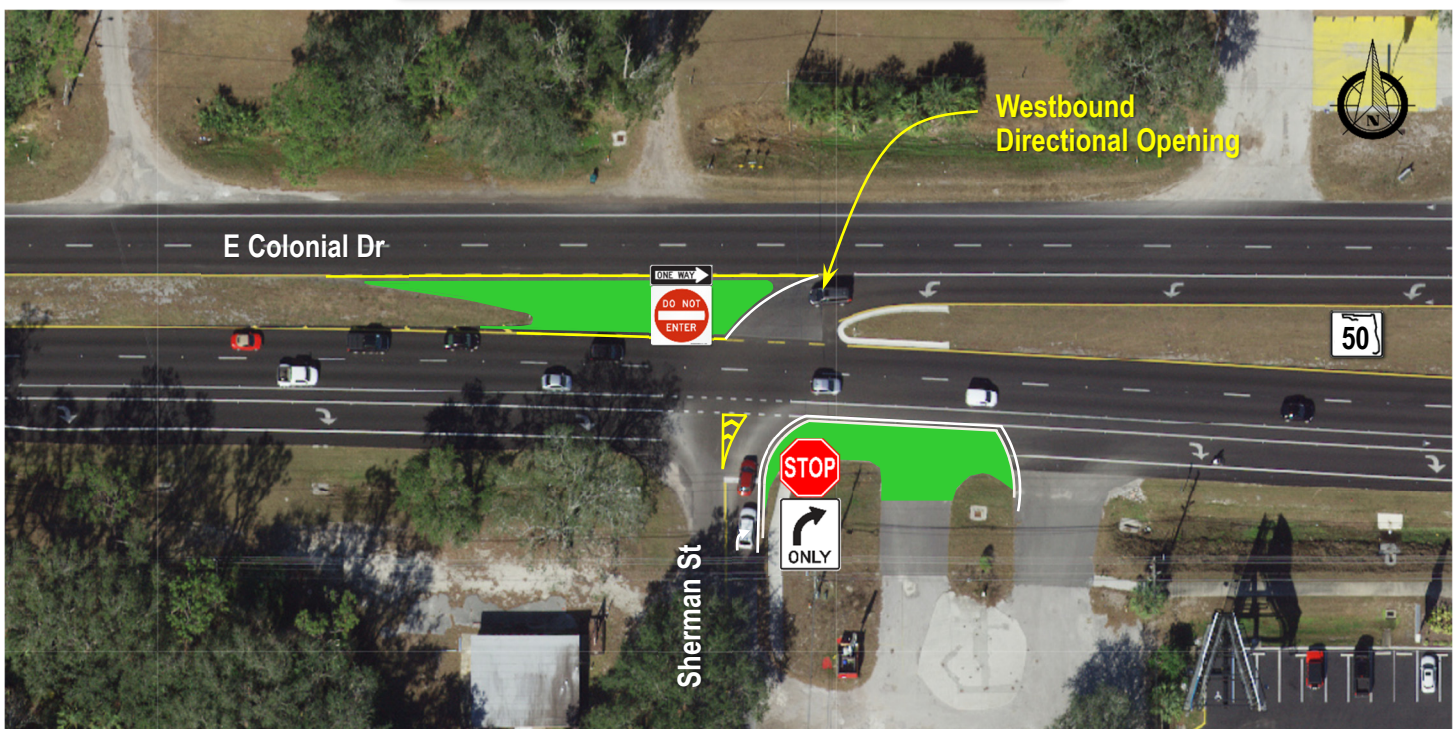 Westbound
Directional Opening
N
E Colonial Dr
ONE WAY
DO NOT
ENTER
50
STOP
ONLY
Sherman St